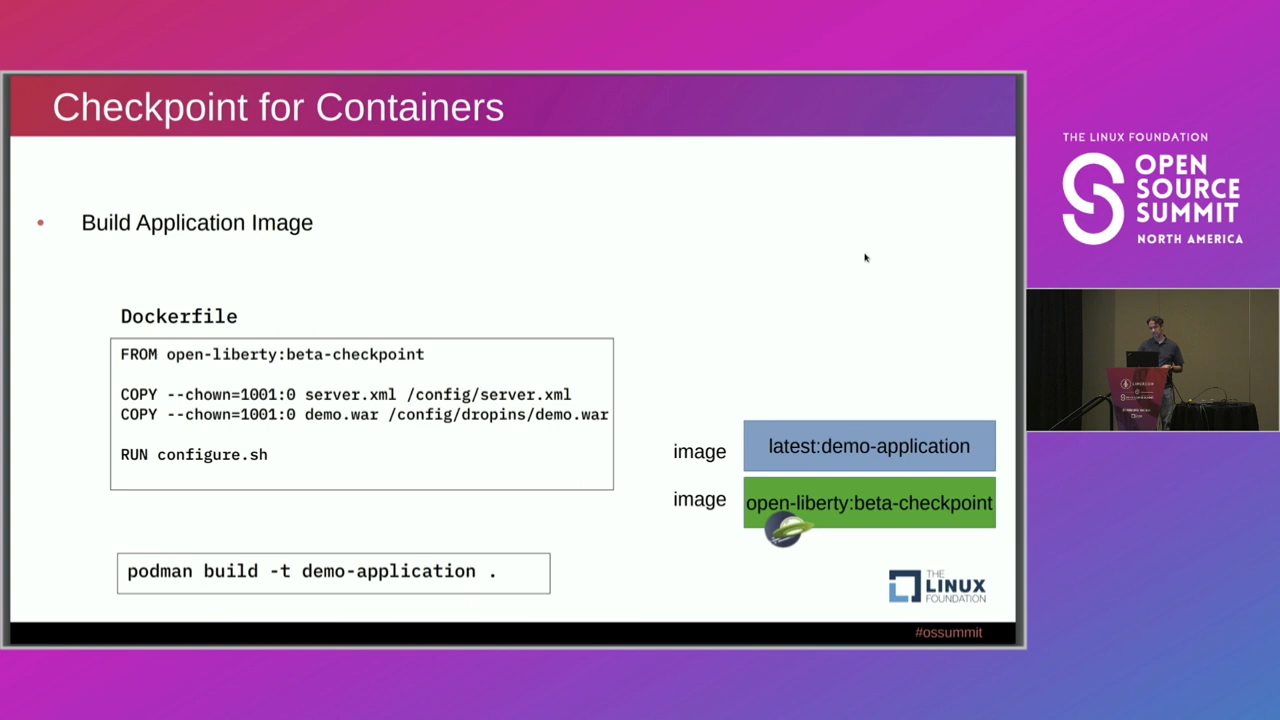 Checkpoint for Containers
• Build Application Image
Dockerfile
FROM open-liberty:beta-checkpoint
COPY --chown=1001:0 server.xml /config/server.xml
COPY --chown=1001:0 demo.war /config/dropins/demo.war
RUN configure.sh
podman build -t demo-application .
image
latest:demo-application
image
open-liberty:beta-checkpoint
THE
LINUX
FOUNDATION
#ossummit
THE LINUX FOUNDATION
OPEN
SOURCE
SUMMIT
NORTH AMERICA